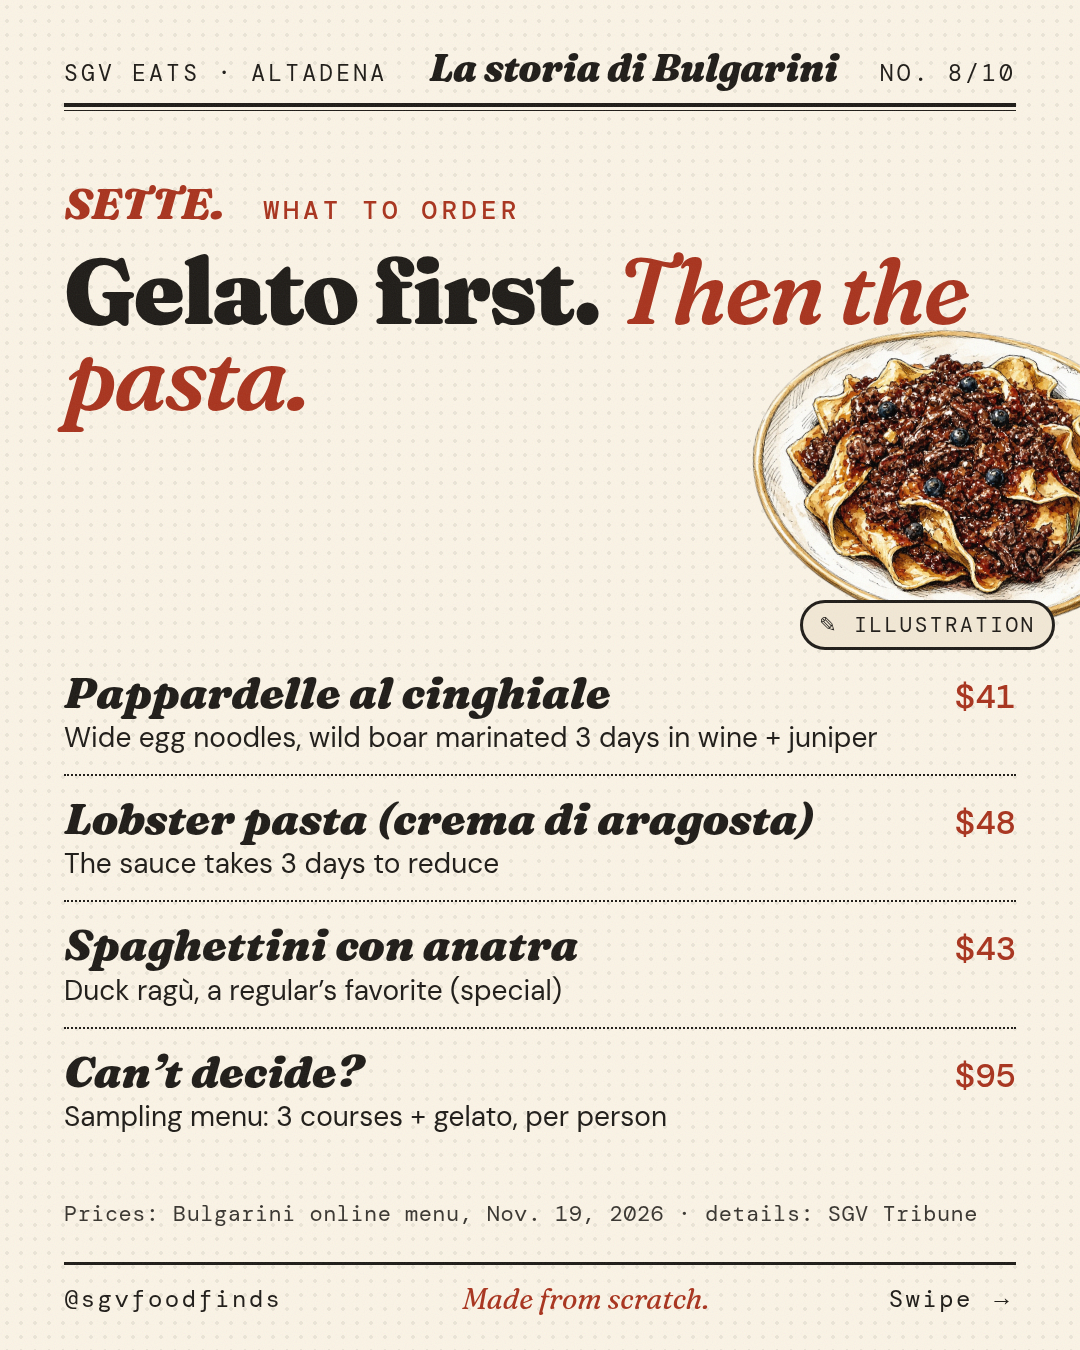 SGV EATS · ALTADENA La storia di Bulgarini NO. 8/10
SETTE. WHAT TO ORDER
Gelato first. Then the
pasta.
✎ ILLUSTRATION
Pappardelle al cinghiale $41
Wide egg noodles, wild boar marinated 3 days in wine + juniper
Lobster pasta (crema di aragosta) $48
The sauce takes 3 days to reduce
Spaghettini con anatra $43
Duck ragù, a regular’s favorite (special)
Can’t decide? $95
Sampling menu: 3 courses + gelato, per person
Prices: Bulgarini online menu, Nov. 19, 2026 · details: SGV Tribune
@sgvfoodfinds Made from scratch. Swipe →